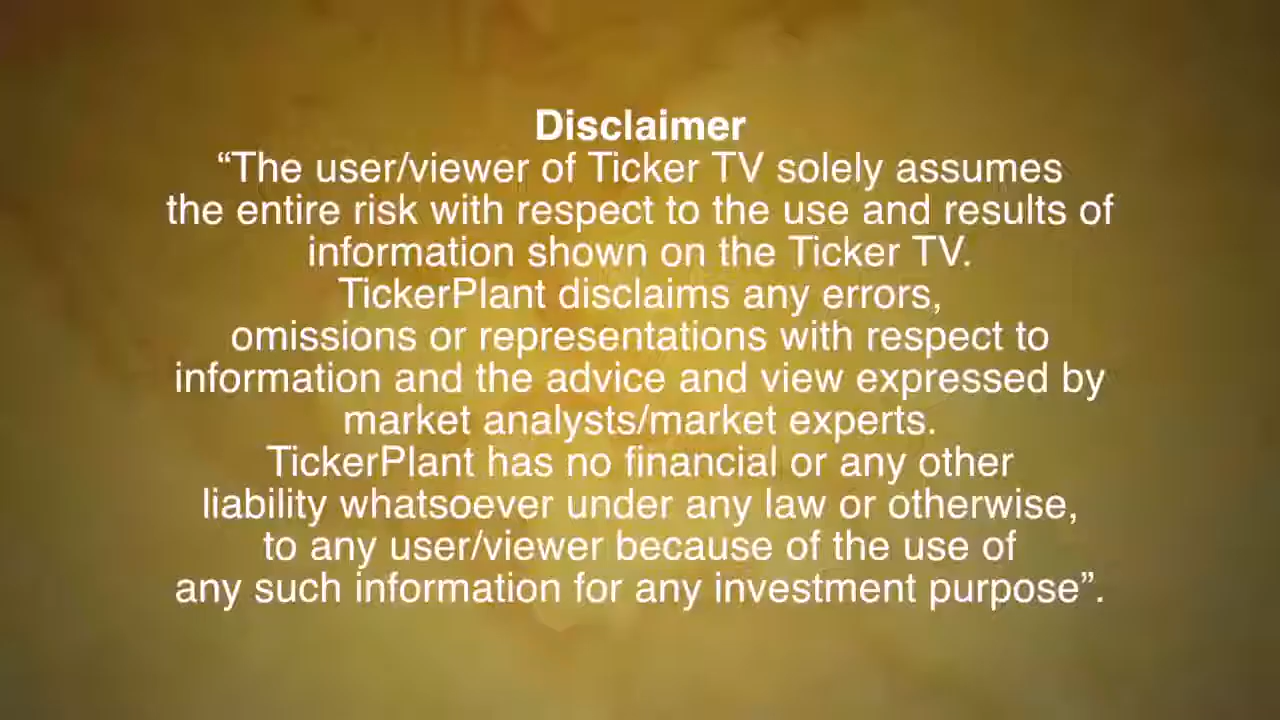 Disclaimer
“The user/viewer of Ticker TV solely assumes
the entire risk with respect to the use and results of
information shown on the Ticker TV.
TickerPlant disclaims any errors,
omissions or representations with respect to
information and the advice and view expressed by
market analysts/market experts.
TickerPlant has no financial or any other
liability whatsoever under any law or otherwise,
to any user/viewer because of the use of
any such information for any investment purpose”.